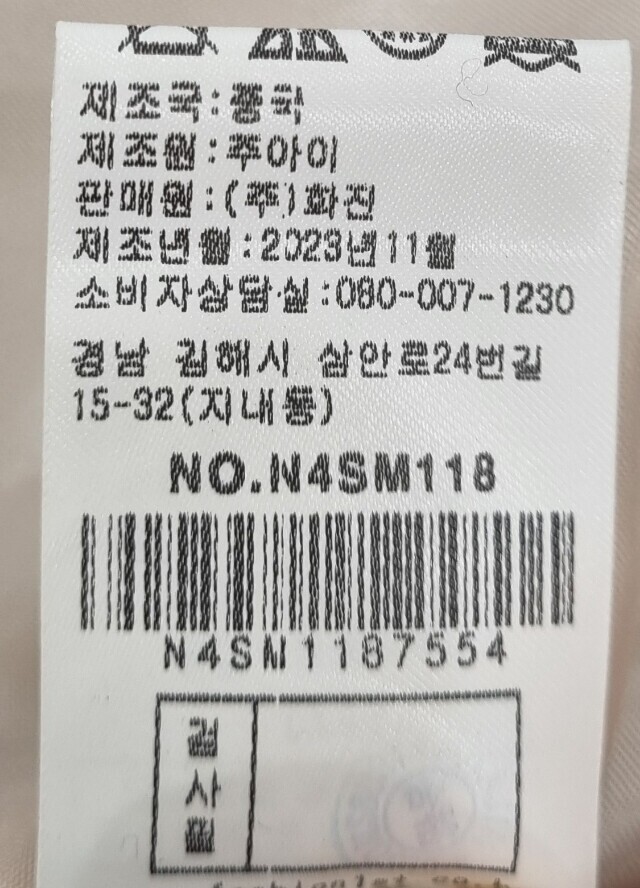 제조국:중국
제조원:주아이
판매원:(주)화진
제조년월:2023년11월
소비자상담실:080-007-1230
경남 김해시 삼안로24번길
15-32(지내동)
NO.N4SM118
N4SM1187554
검사필